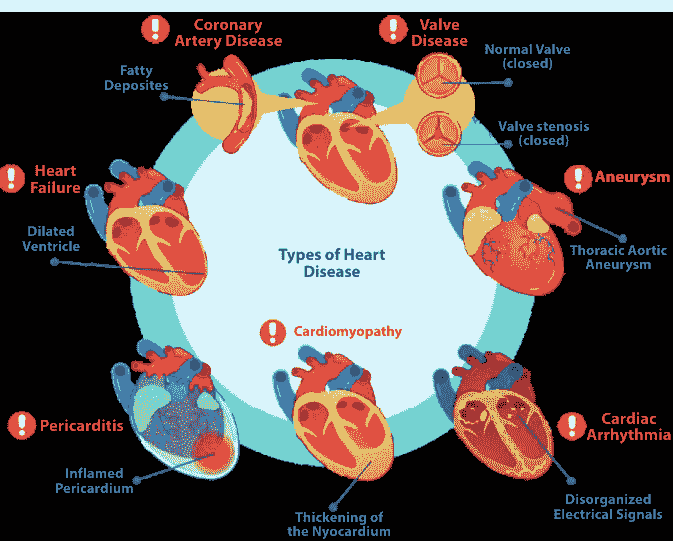 Coronary
Artery Disease
Valve
Disease
Fatty
Deposites
Normal Valve
(closed)
Valve stenosis
(closed)
Heart
Failure
Aneurysm
Dilated
Ventricle
Thoracic Aortic
Aneurysm
Types of Heart
Disease
Cardiomyopathy
Pericarditis
Cardiac
Arrhythmia
Inflamed
Pericardium
Disorganized
Electrical Signals
Thickening of
the Nyocardium